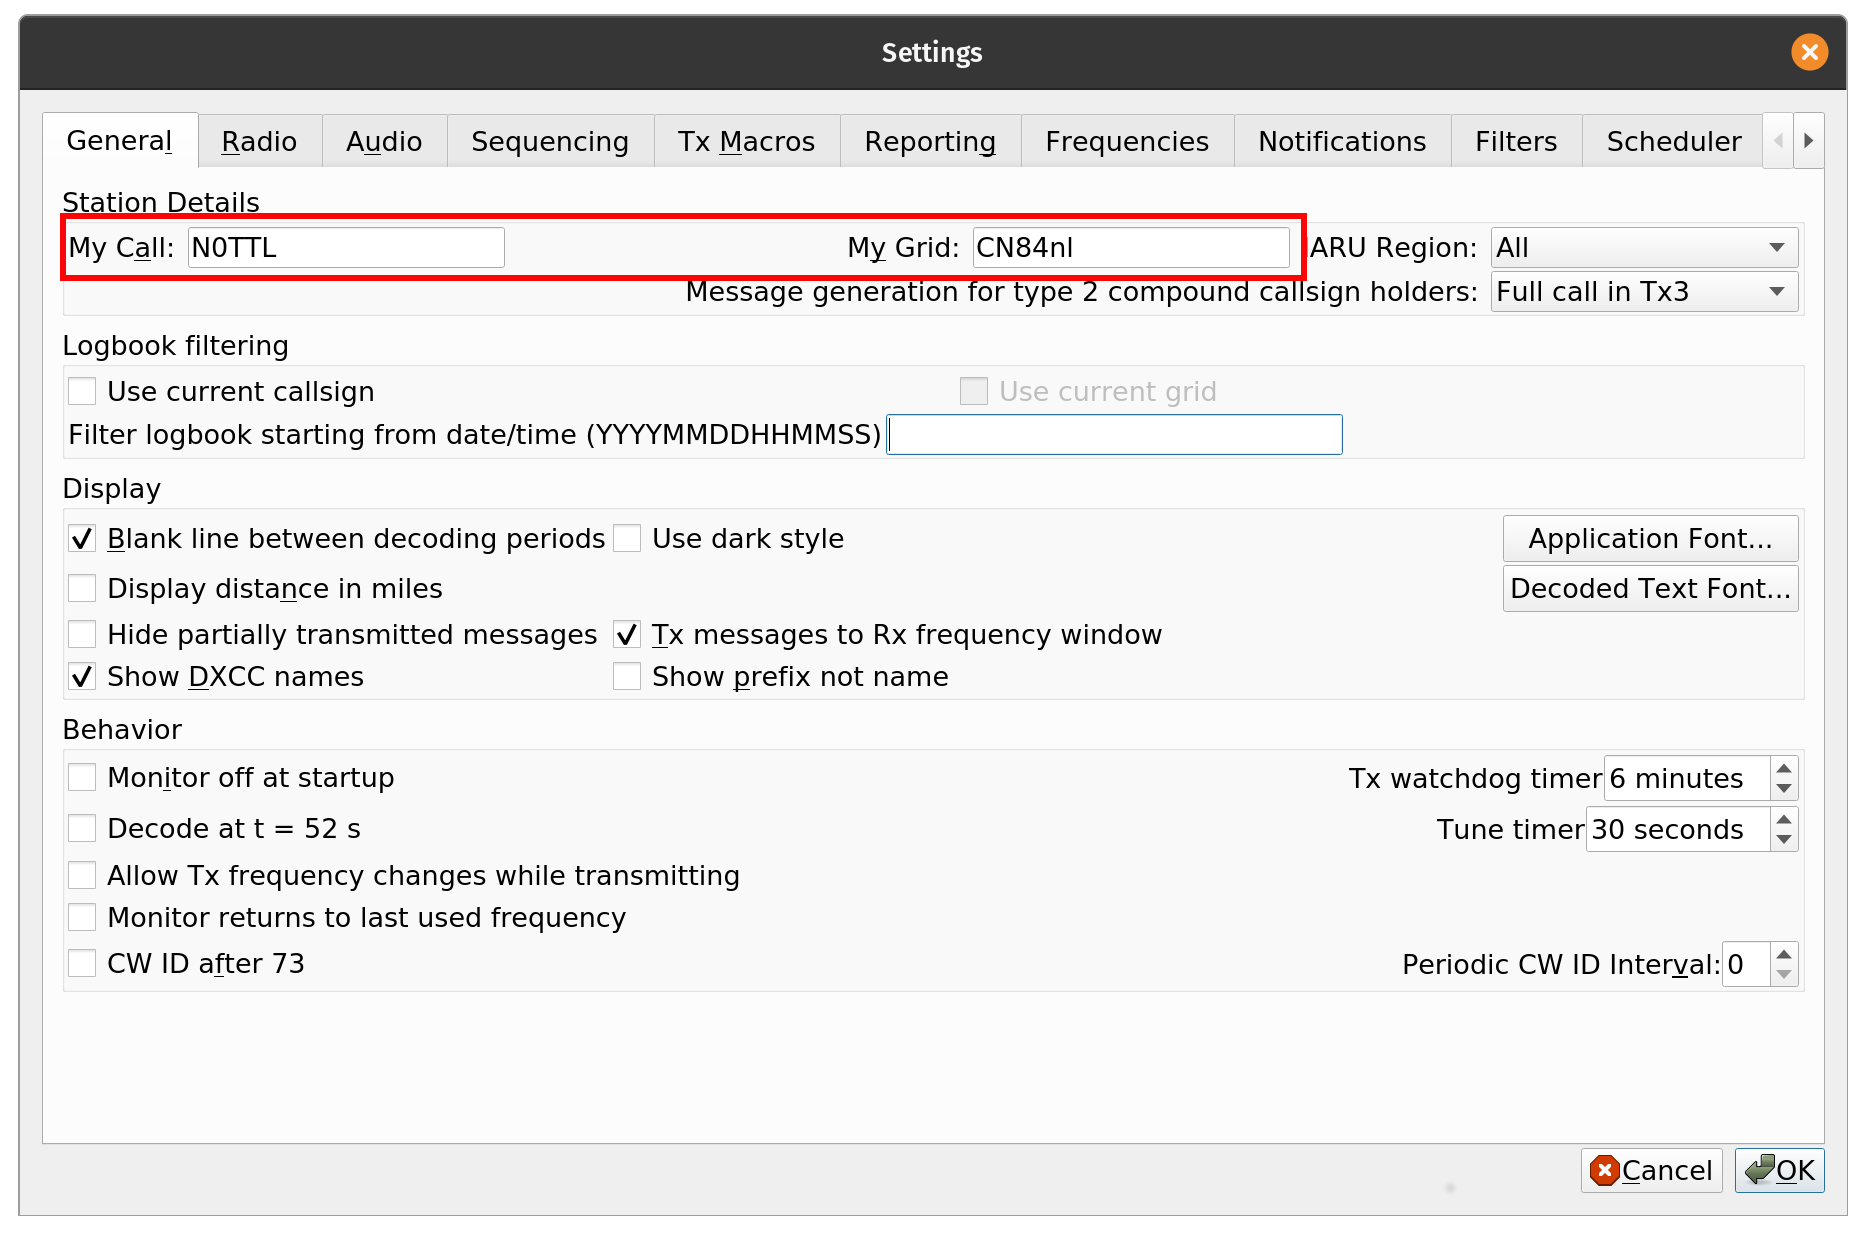 Settings
General Radio Audio Sequencing Tx Macros Reporting Frequencies Notifications Filters Scheduler
Station Details
My Call: N0TTL My Grid: CN84nl ARU Region: All
Message generation for type 2 compound callsign holders: Full call in Tx3
Logbook filtering
Use current callsign Use current grid
Filter logbook starting from date/time (YYYYMMDDHHMMSS)
Display
Blank line between decoding periods Use dark style Application Font...
Display distance in miles Decoded Text Font...
Hide partially transmitted messages Tx messages to Rx frequency window
Show DXCC names Show prefix not name
Behavior
Monitor off at startup Tx watchdog timer 6 minutes
Decode at t = 52 s Tune timer 30 seconds
Allow Tx frequency changes while transmitting
Monitor returns to last used frequency
CW ID after 73 Periodic CW ID Interval: 0
Cancel OK